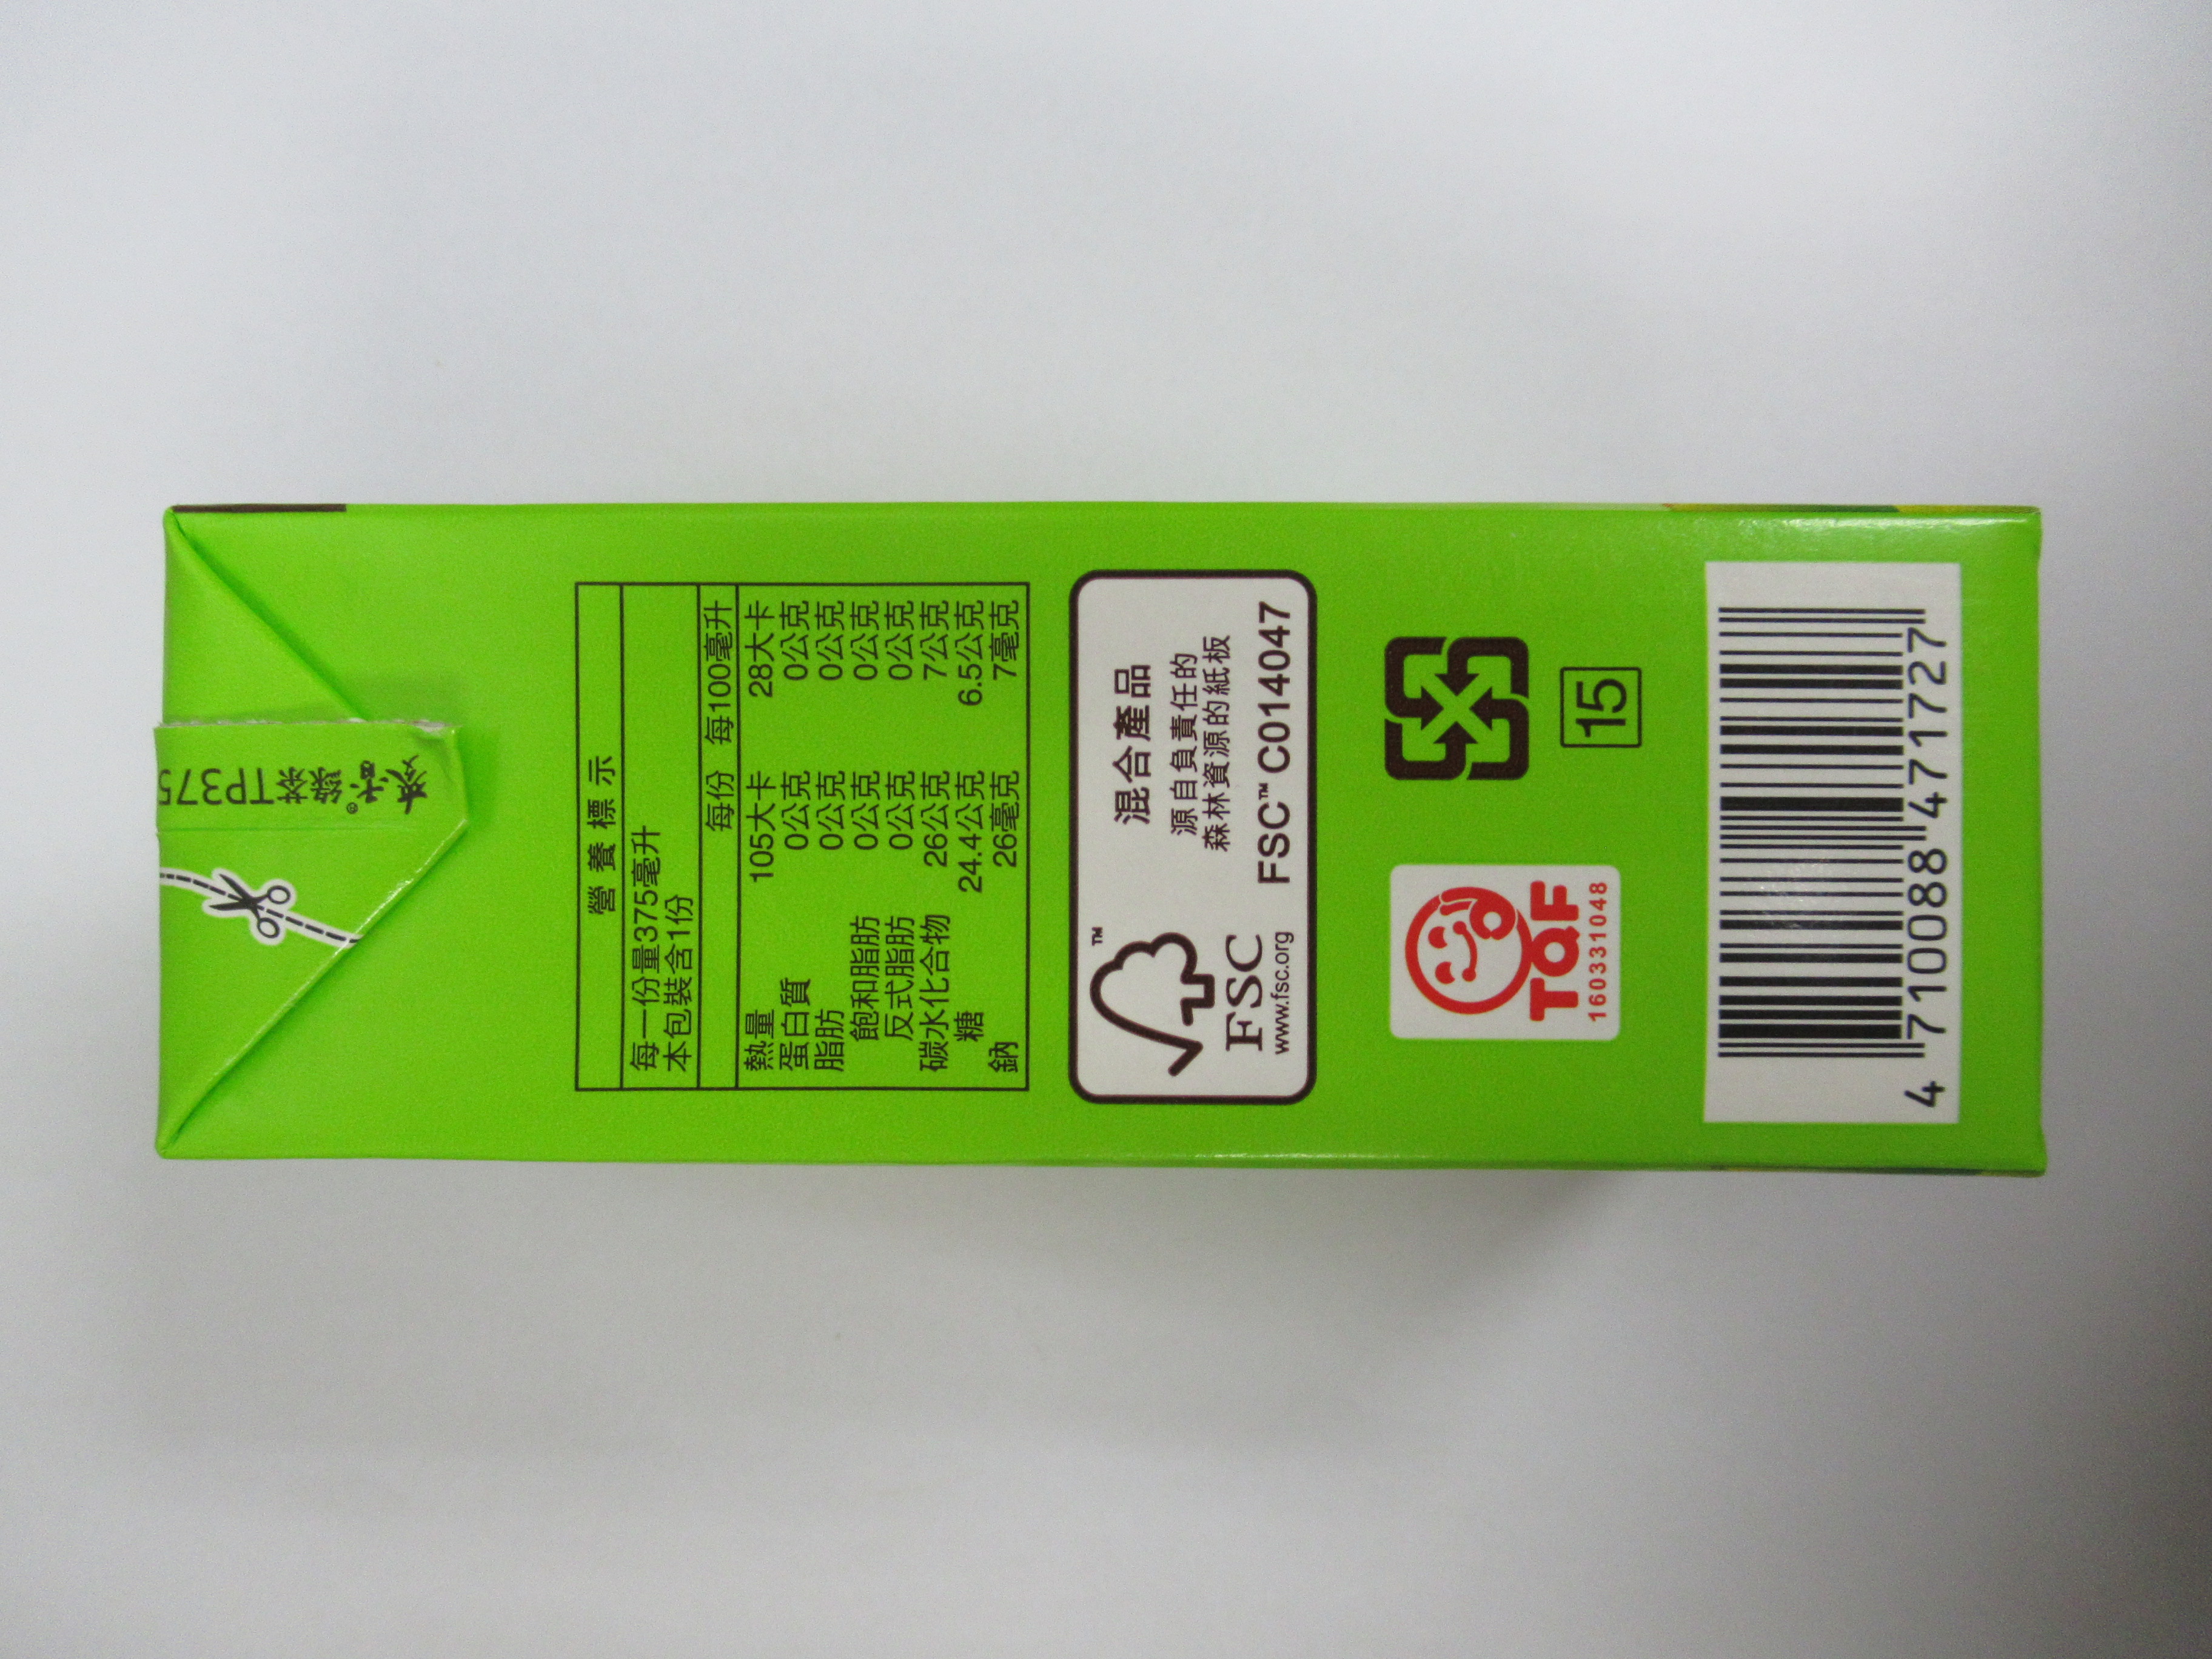 麥香®綠茶TP375
營養標示
每一份量375毫升
本包裝含1份
每份 每100毫升
熱量 105大卡 28大卡
蛋白質 0公克 0公克
脂肪 0公克 0公克
飽和脂肪 0公克 0公克
反式脂肪 0公克 0公克
碳水化合物 26公克 7公克
糖 24.4公克 6.5公克
鈉 26毫克 7毫克
TM
混合產品
源自負責任的
森林資源的紙板
FSC
www.fsc.org
FSC™ C014047
TQF
160331048
15
4 710088 471727